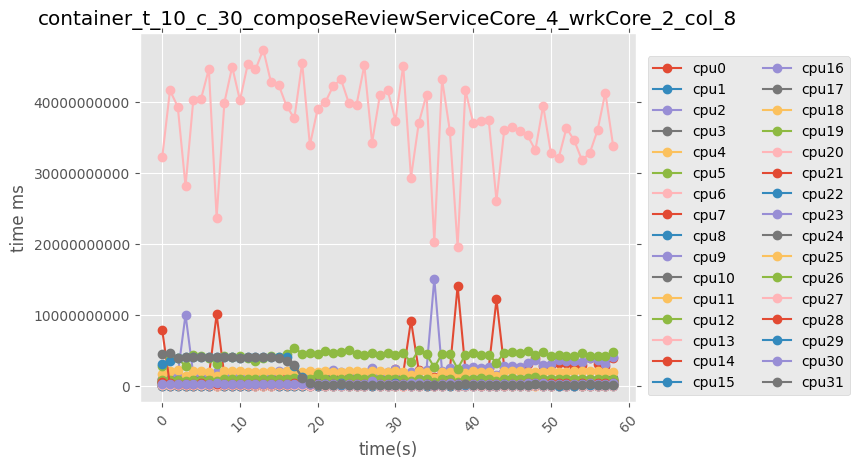 container_t_10_c_30_composeReviewServiceCore_4_wrkCore_2_col_8
time ms
40000000000
30000000000
20000000000
10000000000
0
0
10
20
30
40
50
60
time(s)
cpu0
cpu1
cpu2
cpu3
cpu4
cpu5
cpu6
cpu7
cpu8
cpu9
cpu10
cpu11
cpu12
cpu13
cpu14
cpu15
cpu16
cpu17
cpu18
cpu19
cpu20
cpu21
cpu22
cpu23
cpu24
cpu25
cpu26
cpu27
cpu28
cpu29
cpu30
cpu31